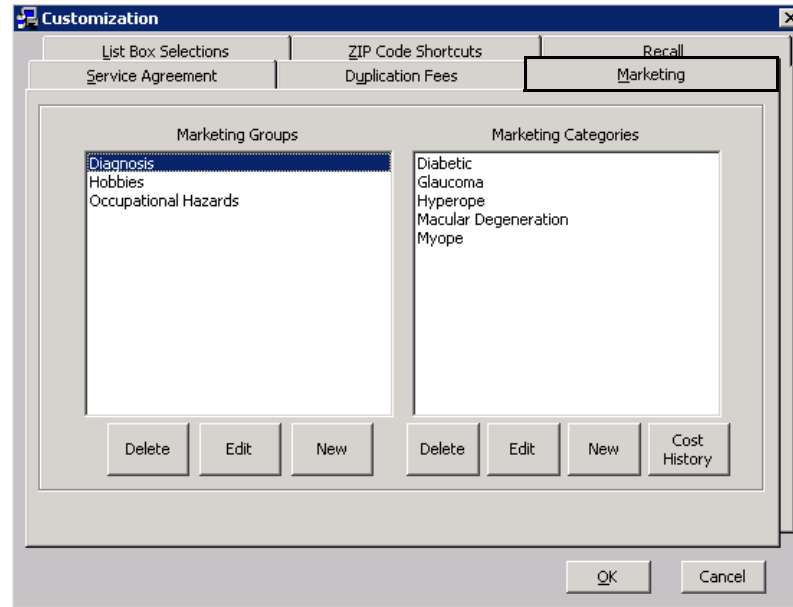 Customization
List Box Selections ZIP Code Shortcuts Recall
Service Agreement Duplication Fees Marketing
Marketing Groups Marketing Categories
Diagnosis Diabetic
Hobbies Glaucoma
Occupational Hazards Hyperope
Macular Degeneration
Myope
Delete Edit New Delete Edit New Cost History
OK Cancel